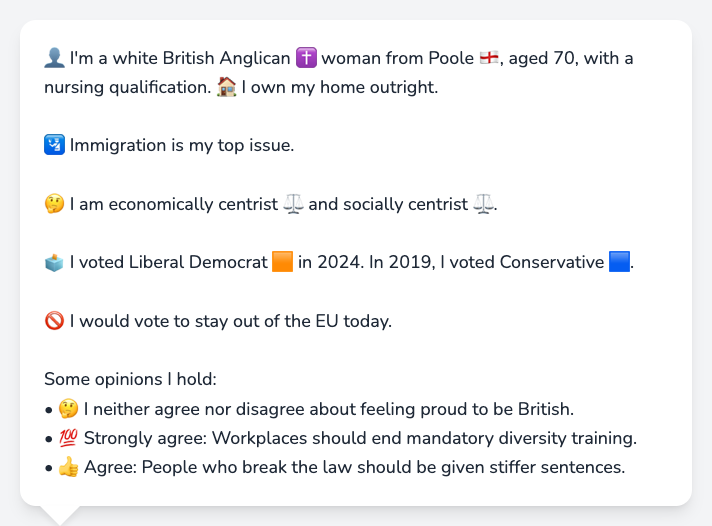 👤 I'm a white British Anglican ✝️ woman from Poole 🏴󠁧󠁢󠁥󠁮󠁧󠁿, aged 70, with a
nursing qualification. 🏠 I own my home outright.
🛂 Immigration is my top issue.
🤔 I am economically centrist ⚖️ and socially centrist ⚖️.
🗳️ I voted Liberal Democrat 🟧 in 2024. In 2019, I voted Conservative 🟦.
🚫 I would vote to stay out of the EU today.
Some opinions I hold:
• 🤔 I neither agree nor disagree about feeling proud to be British.
• 💯 Strongly agree: Workplaces should end mandatory diversity training.
• 👍 Agree: People who break the law should be given stiffer sentences.